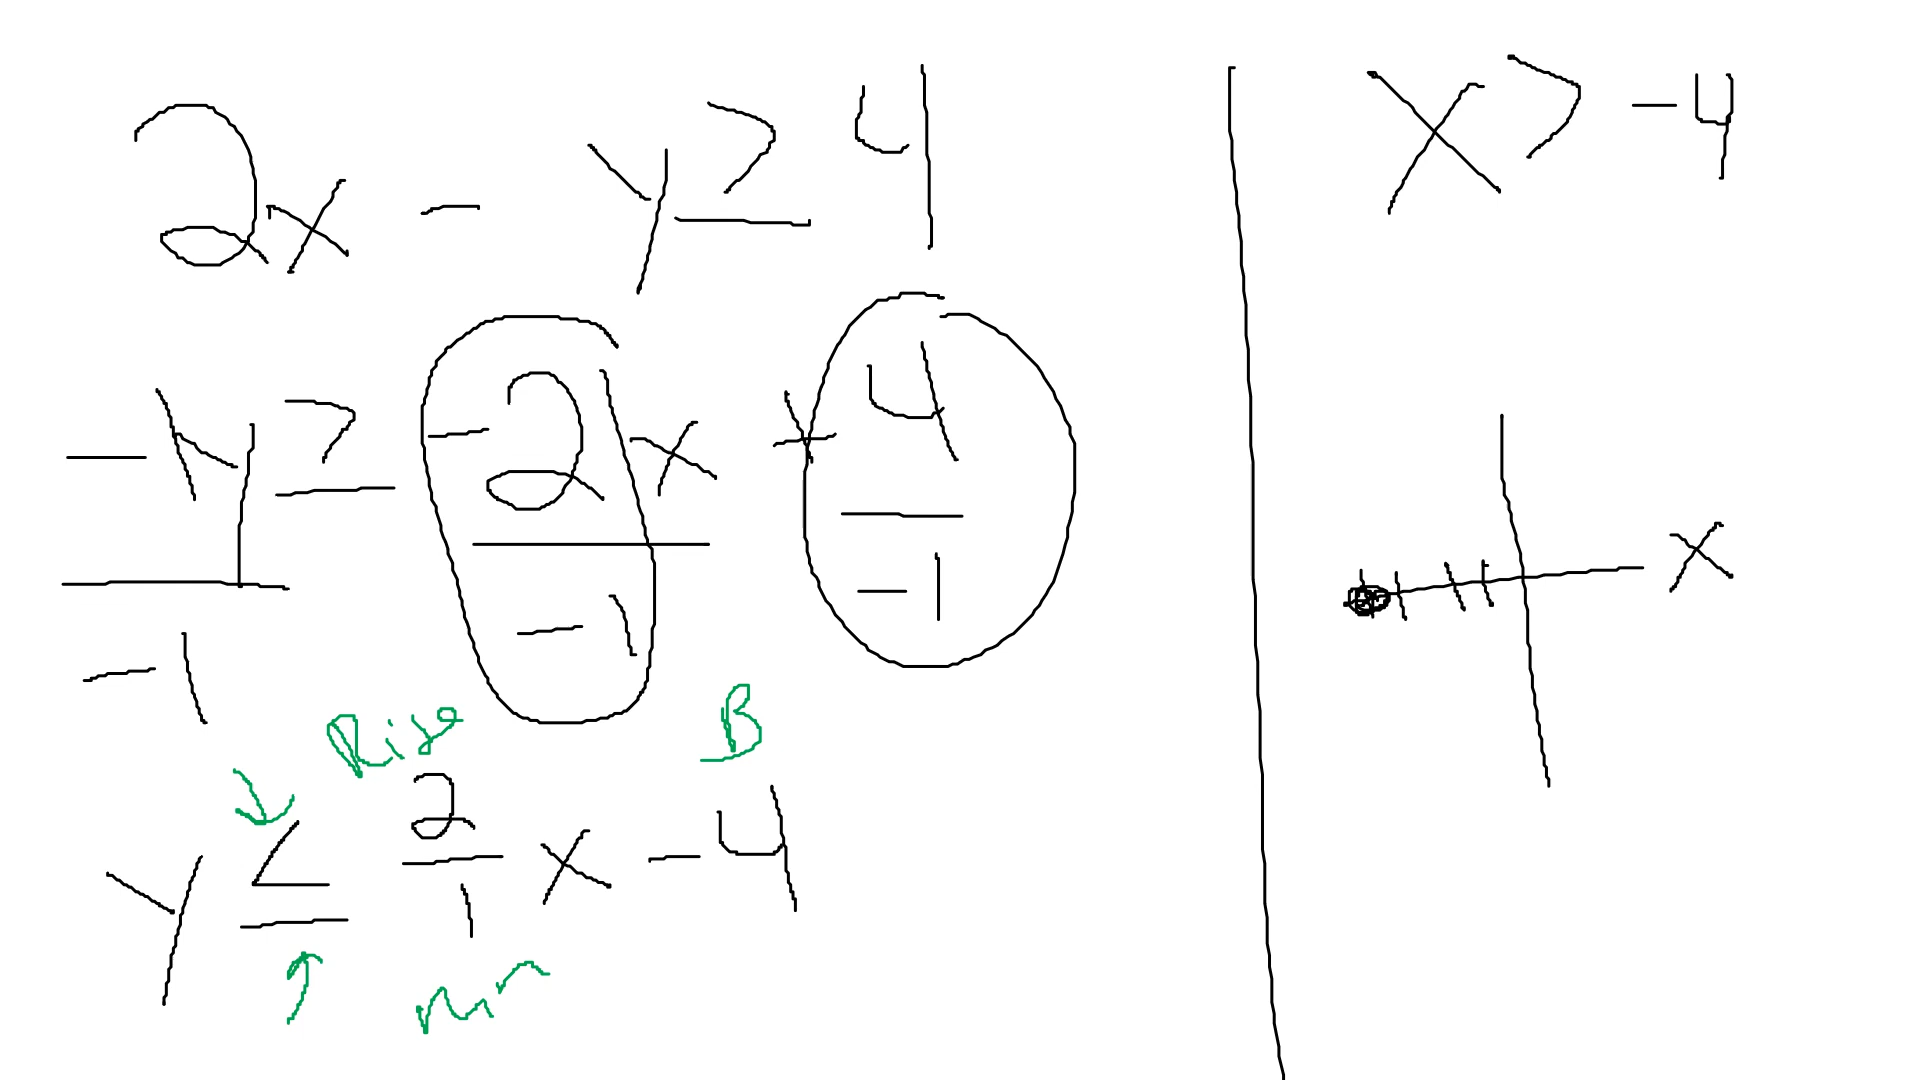 2x - y ≥ 4
-y ≥ -2x + 4
-1 -1 -1
Rise B
y ≤ 2/1 x - 4
Run
x > -4
x